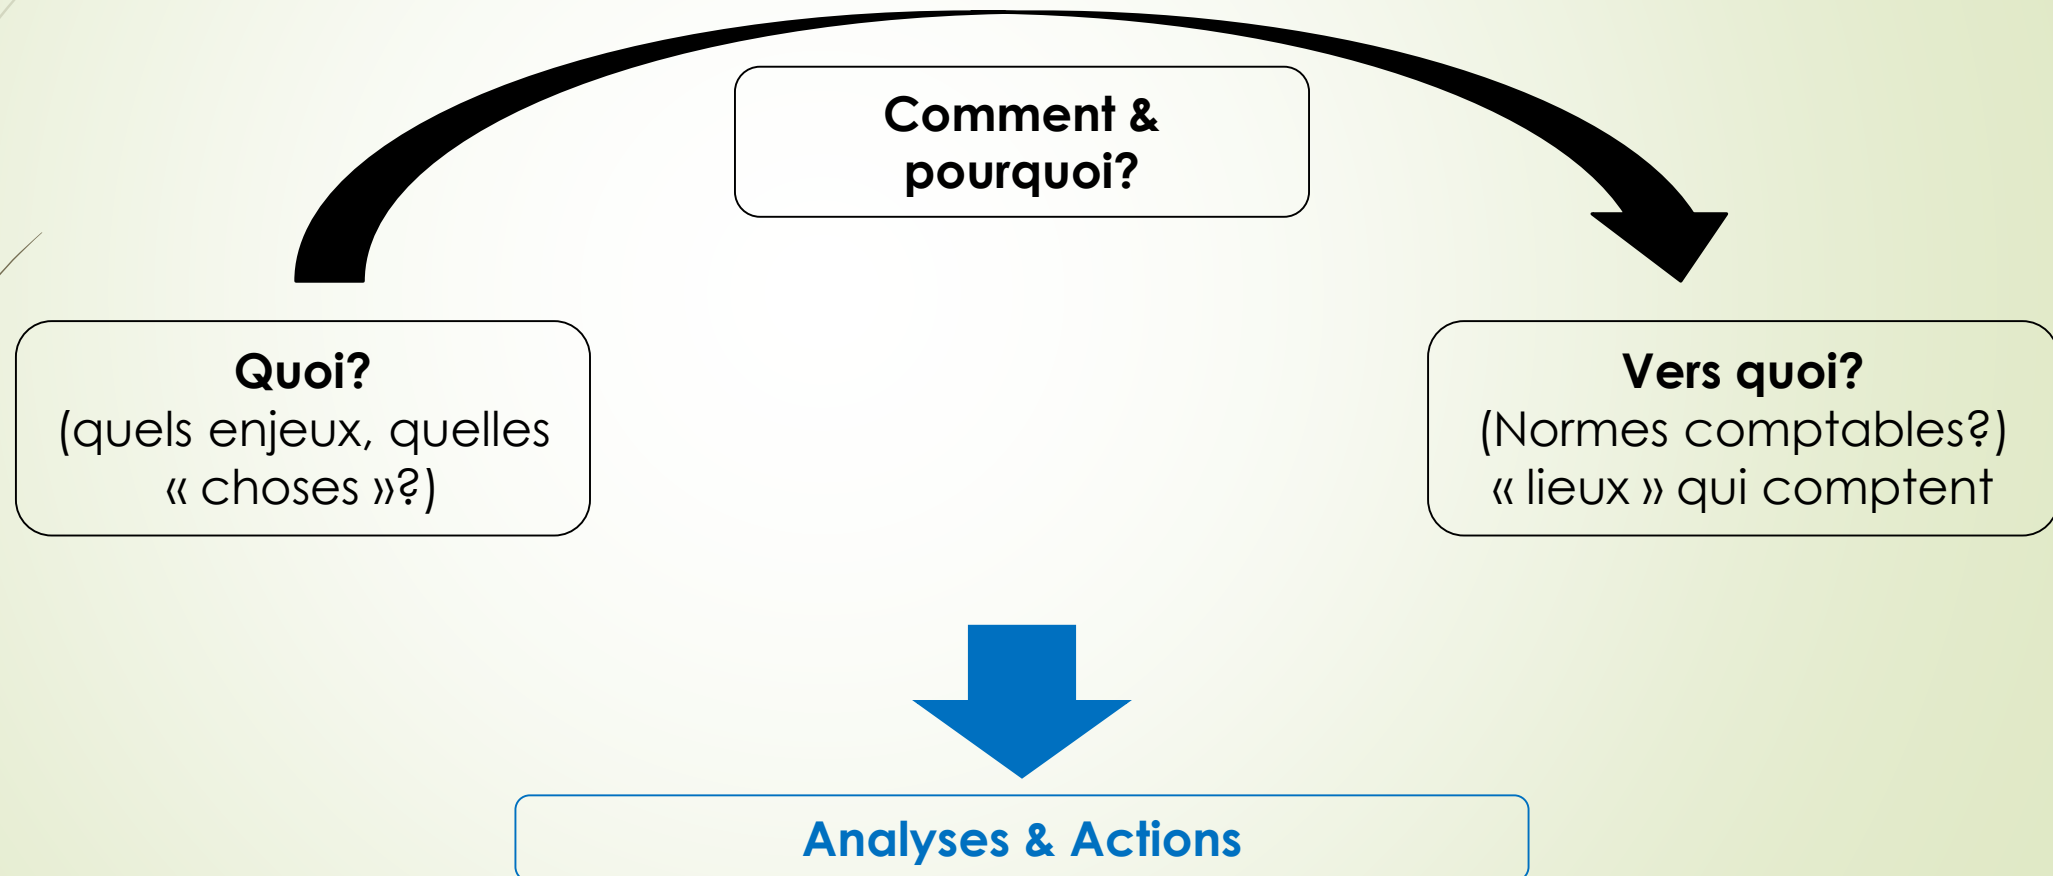 Comment &
pourquoi?
Quoi?
(quels enjeux, quelles
« choses »?)
Vers quoi?
(Normes comptables?)
« lieux » qui comptent
Analyses & Actions